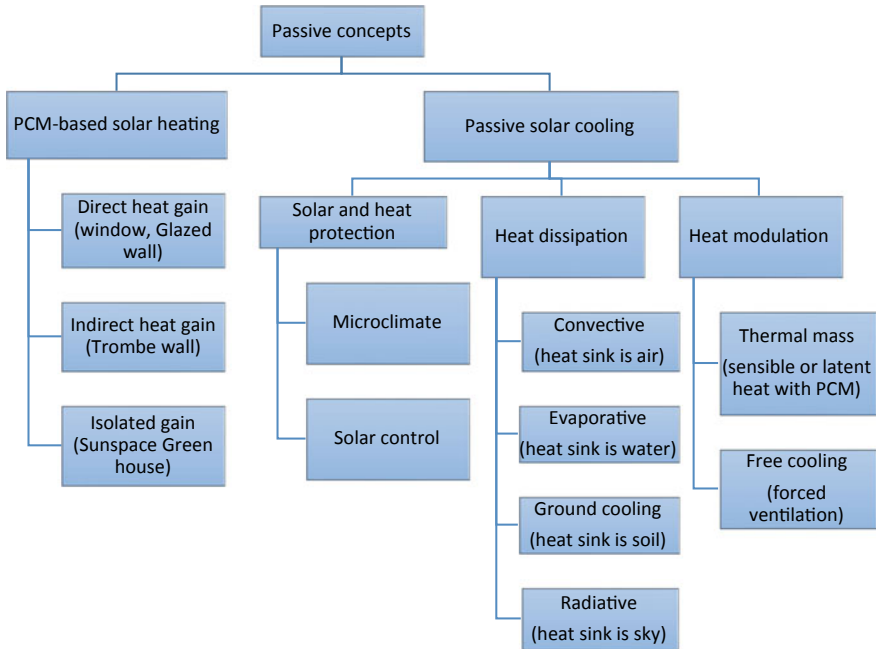 Passive concepts
PCM-based solar heating
Passive solar cooling
Direct heat gain
(window, Glazed
wall)
Indirect heat gain
(Trombe wall)
Isolated gain
(Sunspace Green
house)
Solar and heat
protection
Microclimate
Solar control
Heat dissipation
Convective
(heat sink is air)
Evaporative
(heat sink is water)
Ground cooling
(heat sink is soil)
Radiative
(heat sink is sky)
Heat modulation
Thermal mass
(sensible or latent
heat with PCM)
Free cooling
(forced
ventilation)